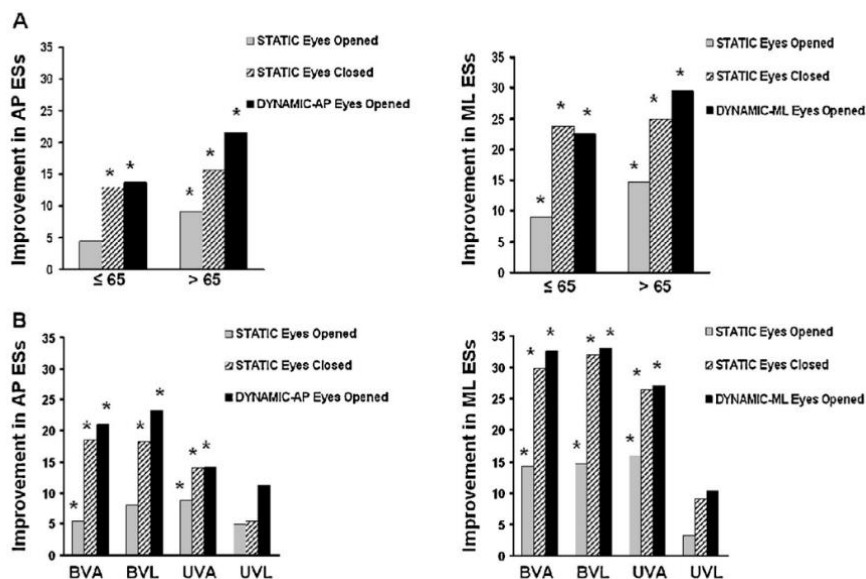 A
STATIC Eyes Opened
STATIC Eyes Closed
DYNAMIC-AP Eyes Opened
Improvement in AP ESs
35
30
25
20
15
10
5
0
* * * * *
≤ 65 > 65
STATIC Eyes Opened
STATIC Eyes Closed
DYNAMIC-ML Eyes Opened
Improvement in ML ESs
35
30
25
20
15
10
5
0
* * * * * *
≤ 65 > 65
B
STATIC Eyes Opened
STATIC Eyes Closed
DYNAMIC-AP Eyes Opened
Improvement in AP ESs
35
30
25
20
15
10
5
0
* * * * * * * *
BVA BVL UVA UVL
STATIC Eyes Opened
STATIC Eyes Closed
DYNAMIC-ML Eyes Opened
Improvement in ML ESs
35
30
25
20
15
10
5
0
* * * * * * * * *
BVA BVL UVA UVL